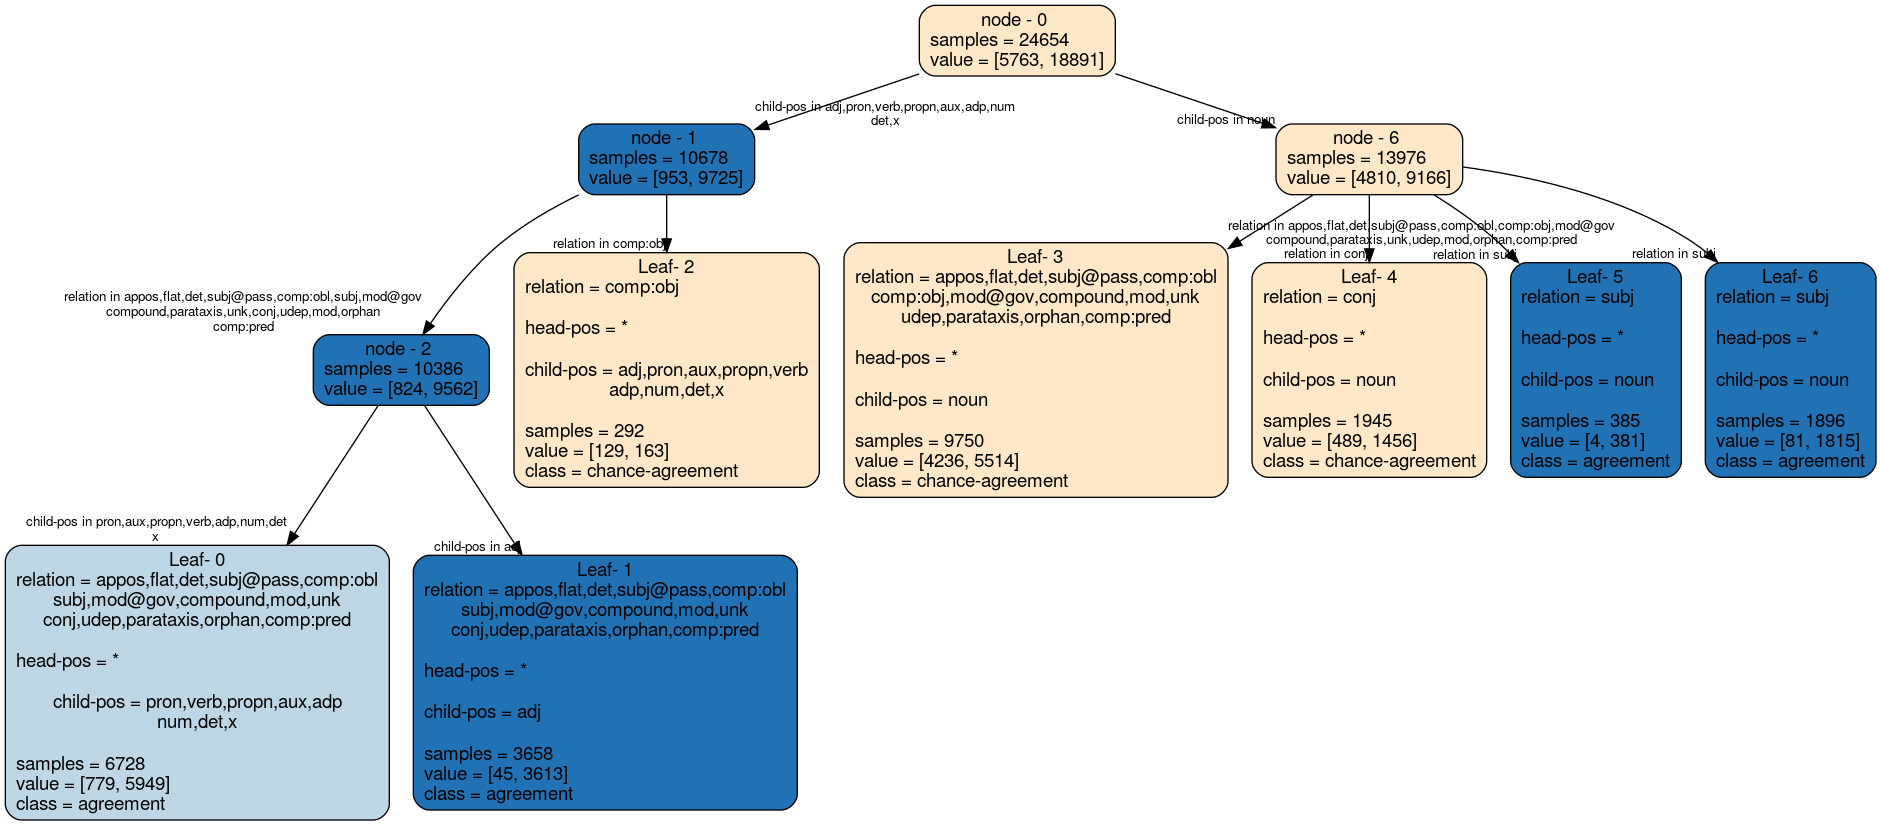 node - 0
samples = 24654
value = [5763, 18891]
child-pos in adj,pron,verb,propn,aux,adp,num
det,x
child-pos in noun
node - 1
samples = 10678
value = [953, 9725]
node - 6
samples = 13976
value = [4810, 9166]
relation in appos,flat,det,subj@pass,comp:obl,subj,mod@gov
compound,parataxis,unk,conj,udep,mod,orphan
comp:pred
relation in comp:obj
relation in appos,flat,det,subj@pass,comp:obl,comp:obj,mod@gov
compound,parataxis,unk,udep,mod,orphan,comp:pred
relation in conj
relation in subj
relation in subj
node - 2
samples = 10386
value = [824, 9562]
Leaf- 2
relation = comp:obj
head-pos = *
child-pos = adj,pron,aux,propn,verb
adp,num,det,x
samples = 292
value = [129, 163]
class = chance-agreement
Leaf- 3
relation = appos,flat,det,subj@pass,comp:obl
comp:obj,mod@gov,compound,mod,unk
udep,parataxis,orphan,comp:pred
head-pos = *
child-pos = noun
samples = 9750
value = [4236, 5514]
class = chance-agreement
Leaf- 4
relation = conj
head-pos = *
child-pos = noun
samples = 1945
value = [489, 1456]
class = chance-agreement
Leaf- 5
relation = subj
head-pos = *
child-pos = noun
samples = 385
value = [4, 381]
class = agreement
Leaf- 6
relation = subj
head-pos = *
child-pos = noun
samples = 1896
value = [81, 1815]
class = agreement
child-pos in pron,aux,propn,verb,adp,num,det
x
child-pos in adj
Leaf- 0
relation = appos,flat,det,subj@pass,comp:obl
subj,mod@gov,compound,mod,unk
conj,udep,parataxis,orphan,comp:pred
head-pos = *
child-pos = pron,verb,propn,aux,adp
num,det,x
samples = 6728
value = [779, 5949]
class = agreement
Leaf- 1
relation = appos,flat,det,subj@pass,comp:obl
subj,mod@gov,compound,mod,unk
conj,udep,parataxis,orphan,comp:pred
head-pos = *
child-pos = adj
samples = 3658
value = [45, 3613]
class = agreement